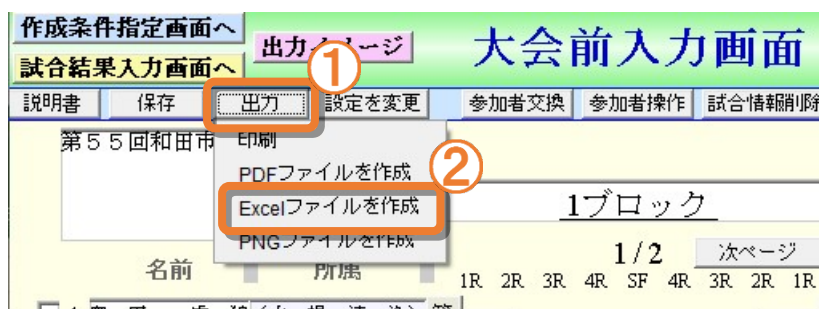 作成条件指定画面へ
出力イメージ
大会前入力画面
試合結果入力画面へ
①
説明書 保存 出力 設定を変更 参加者交換 参加者操作 試合情報削除
第55回和田市
印刷
PDFファイルを作成
②
Excelファイルを作成
1ブロック
PNGファイルを作成
1/2 次ページ
名前 所属
1R 2R 3R 4R SF 4R 3R 2R 1R